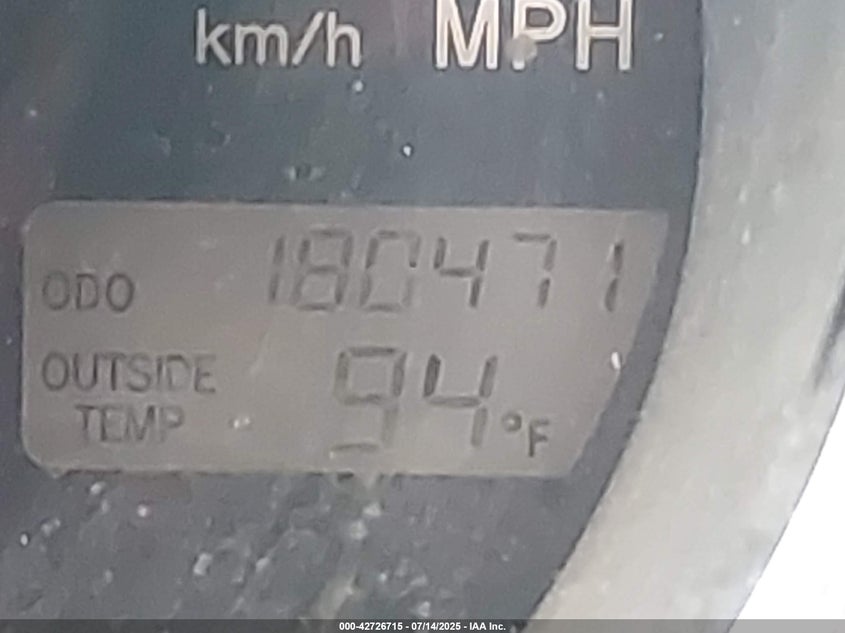 km/h MPH
ODO 180471
OUTSIDE
TEMP 94°F
000-42726715 - 07/14/2025 - IAA Inc.